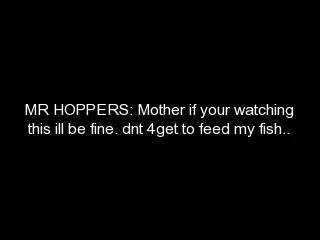 MR HOPPERS: Mother if your watching
this ill be fine. dnt 4get to feed my fish..